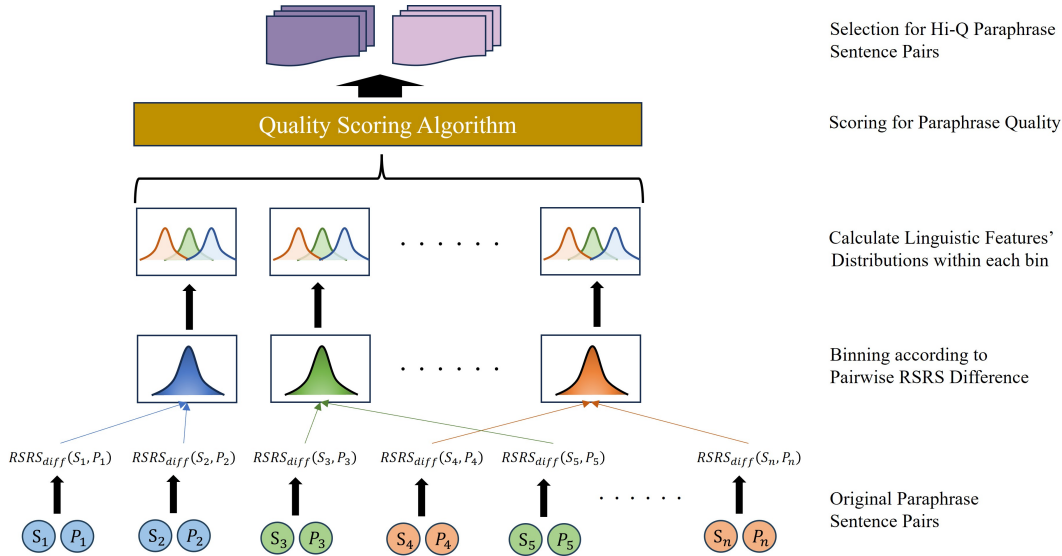 Selection for Hi-Q Paraphrase
Sentence Pairs
Quality Scoring Algorithm
Scoring for Paraphrase Quality
Calculate Linguistic Features’
Distributions within each bin
Binning according to
Pairwise RSRS Difference
RSRS_diff(S_1, P_1)
RSRS_diff(S_2, P_2)
RSRS_diff(S_3, P_3)
RSRS_diff(S_4, P_4)
RSRS_diff(S_5, P_5)
RSRS_diff(S_n, P_n)
Original Paraphrase
Sentence Pairs
S_1 P_1
S_2 P_2
S_3 P_3
S_4 P_4
S_5 P_5
S_n P_n